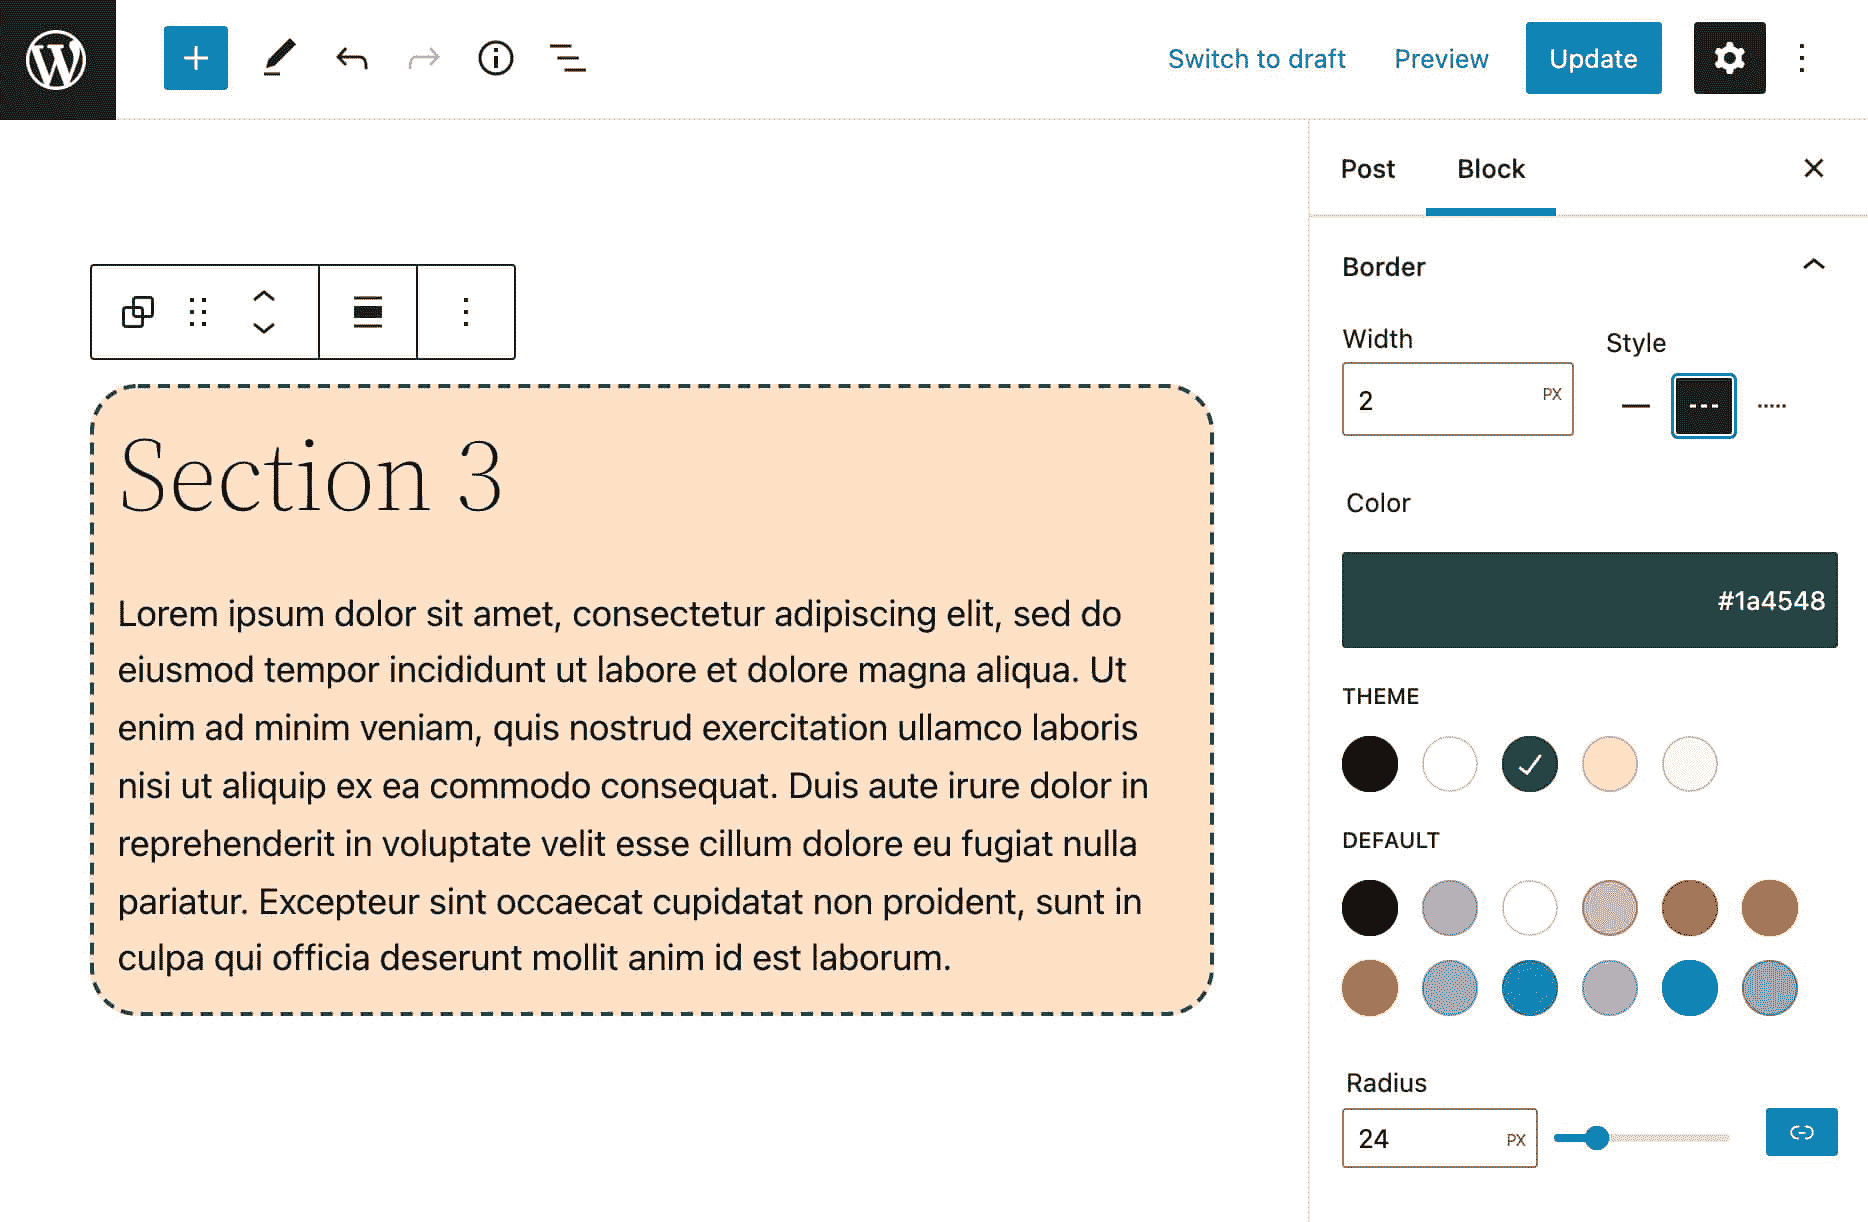 Switch to draft Preview Update
Post Block
Border
Width Style
2 PX
Color
#1a4548
THEME
DEFAULT
Radius
24 PX
Section 3
Lorem ipsum dolor sit amet, consectetur adipiscing elit, sed do
eiusmod tempor incididunt ut labore et dolore magna aliqua. Ut
enim ad minim veniam, quis nostrud exercitation ullamco laboris
nisi ut aliquip ex ea commodo consequat. Duis aute irure dolor in
reprehenderit in voluptate velit esse cillum dolore eu fugiat nulla
pariatur. Excepteur sint occaecat cupidatat non proident, sunt in
culpa qui officia deserunt mollit anim id est laborum.